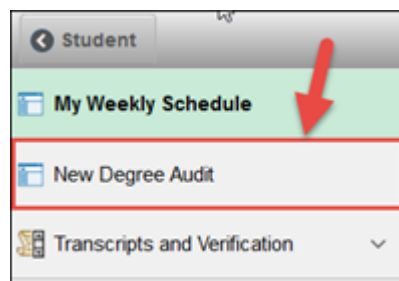 Student
My Weekly Schedule
New Degree Audit
Transcripts and Verification